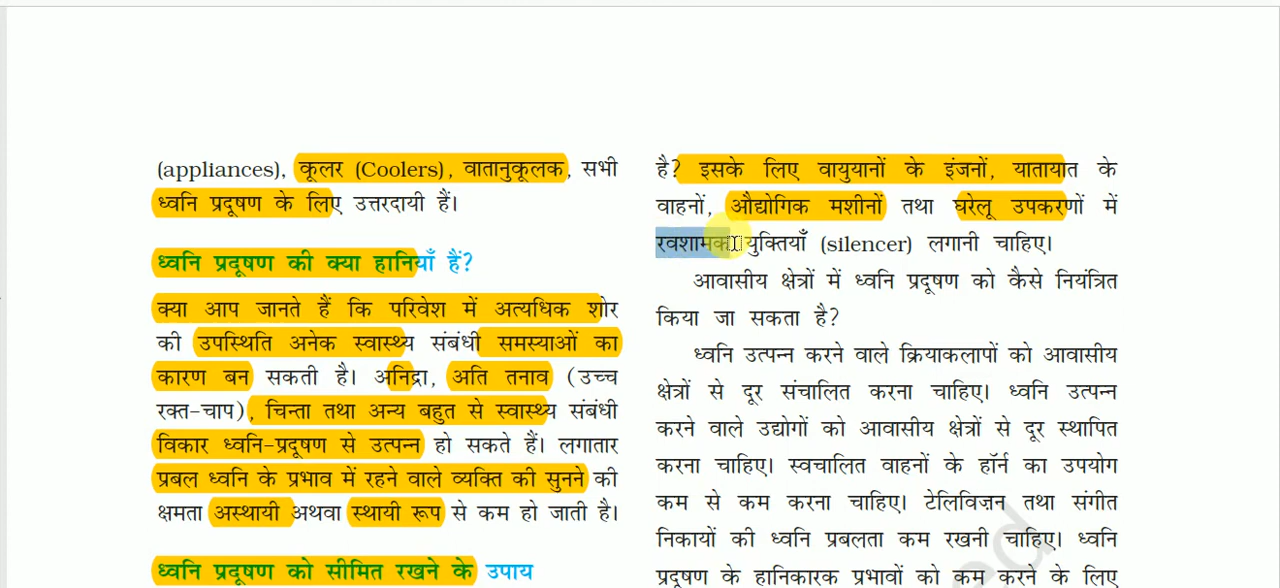 (appliances), कूलर (Coolers), वातानुकूलक, सभी
ध्वनि प्रदूषण के लिए उत्तरदायी हैं।
ध्वनि प्रदूषण की क्या हानियाँ हैं?
क्या आप जानते हैं कि परिवेश में अत्यधिक शोर
की उपस्थिति अनेक स्वास्थ्य संबंधी समस्याओं का
कारण बन सकती है। अनिद्रा, अति तनाव (उच्च
रक्त-चाप), चिन्ता तथा अन्य बहुत से स्वास्थ्य संबंधी
विकार ध्वनि-प्रदूषण से उत्पन्न हो सकते हैं। लगातार
प्रबल ध्वनि के प्रभाव में रहने वाले व्यक्ति की सुनने की
क्षमता अस्थायी अथवा स्थायी रूप से कम हो जाती है।
ध्वनि प्रदूषण को सीमित रखने के उपाय
है? इसके लिए वायुयानों के इंजनों, यातायात के
वाहनों, औद्योगिक मशीनों तथा घरेलू उपकरणों में
रवशामक युक्तियाँ (silencer) लगानी चाहिए।
आवासीय क्षेत्रों में ध्वनि प्रदूषण को कैसे नियंत्रित
किया जा सकता है?
ध्वनि उत्पन्न करने वाले क्रियाकलापों को आवासीय
क्षेत्रों से दूर संचालित करना चाहिए। ध्वनि उत्पन्न
करने वाले उद्योगों को आवासीय क्षेत्रों से दूर स्थापित
करना चाहिए। स्वचालित वाहनों के हॉर्न का उपयोग
कम से कम करना चाहिए। टेलिविज़न तथा संगीत
निकायों की ध्वनि प्रबलता कम रखनी चाहिए। ध्वनि
प्रदूषण के हानिकारक प्रभावों को कम करने के लिए